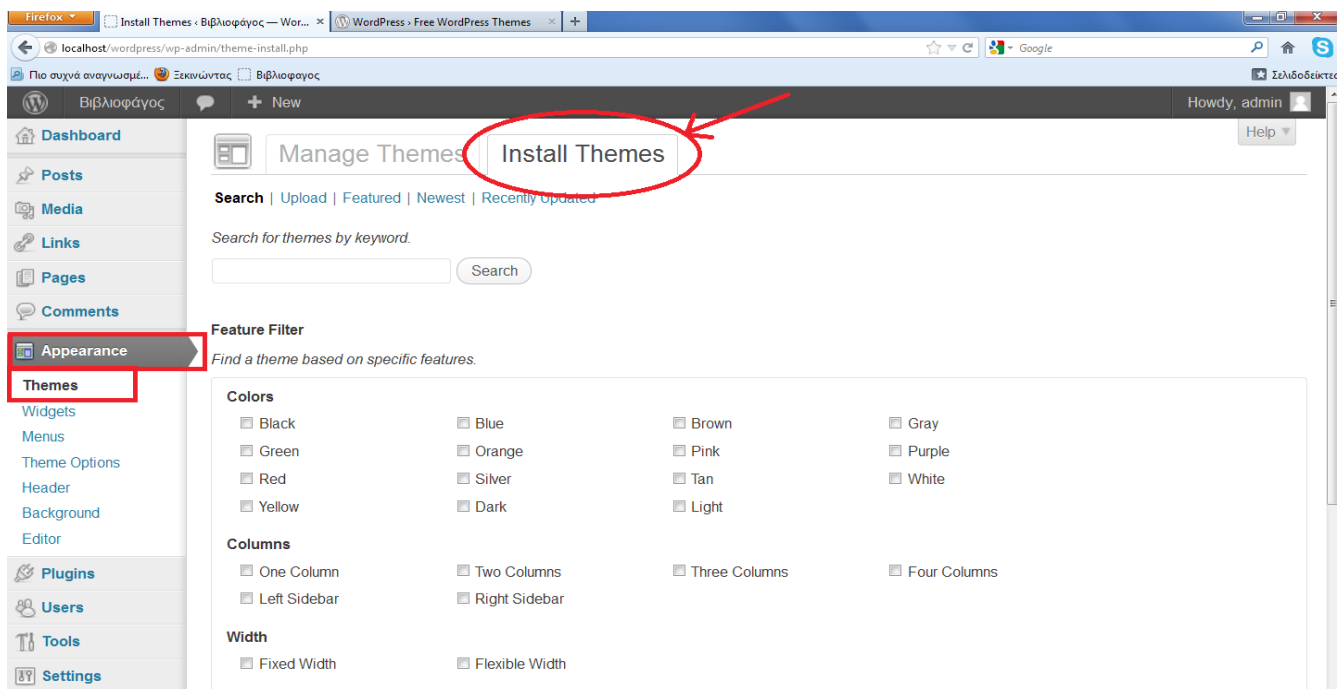 Firefox
Install Themes ‹ Βιβλιοφάγος — Wor... ×
WordPress › Free WordPress Themes ×
localhost/wordpress/wp-admin/theme-install.php
Google
Πιο συχνά αναγνωσμέ... Ξεκινώντας Βιβλιοφαγος
Σελιδοδείκτες
Βιβλιοφάγος + New
Howdy, admin
Help
Dashboard
Posts
Media
Links
Pages
Comments
Appearance
Themes
Widgets
Menus
Theme Options
Header
Background
Editor
Plugins
Users
Tools
Settings
Manage Themes Install Themes
Search | Upload | Featured | Newest | Recently Updated
Search for themes by keyword.
Search
Feature Filter
Find a theme based on specific features.
Colors
Black Blue Brown Gray
Green Orange Pink Purple
Red Silver Tan White
Yellow Dark Light
Columns
One Column Two Columns Three Columns Four Columns
Left Sidebar Right Sidebar
Width
Fixed Width Flexible Width